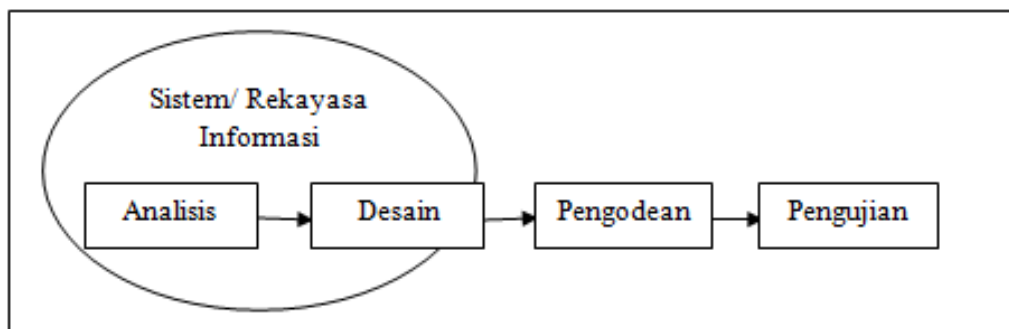 Sistem/ Rekayasa
Informasi
Analisis
Desain
Pengodean
Pengujian